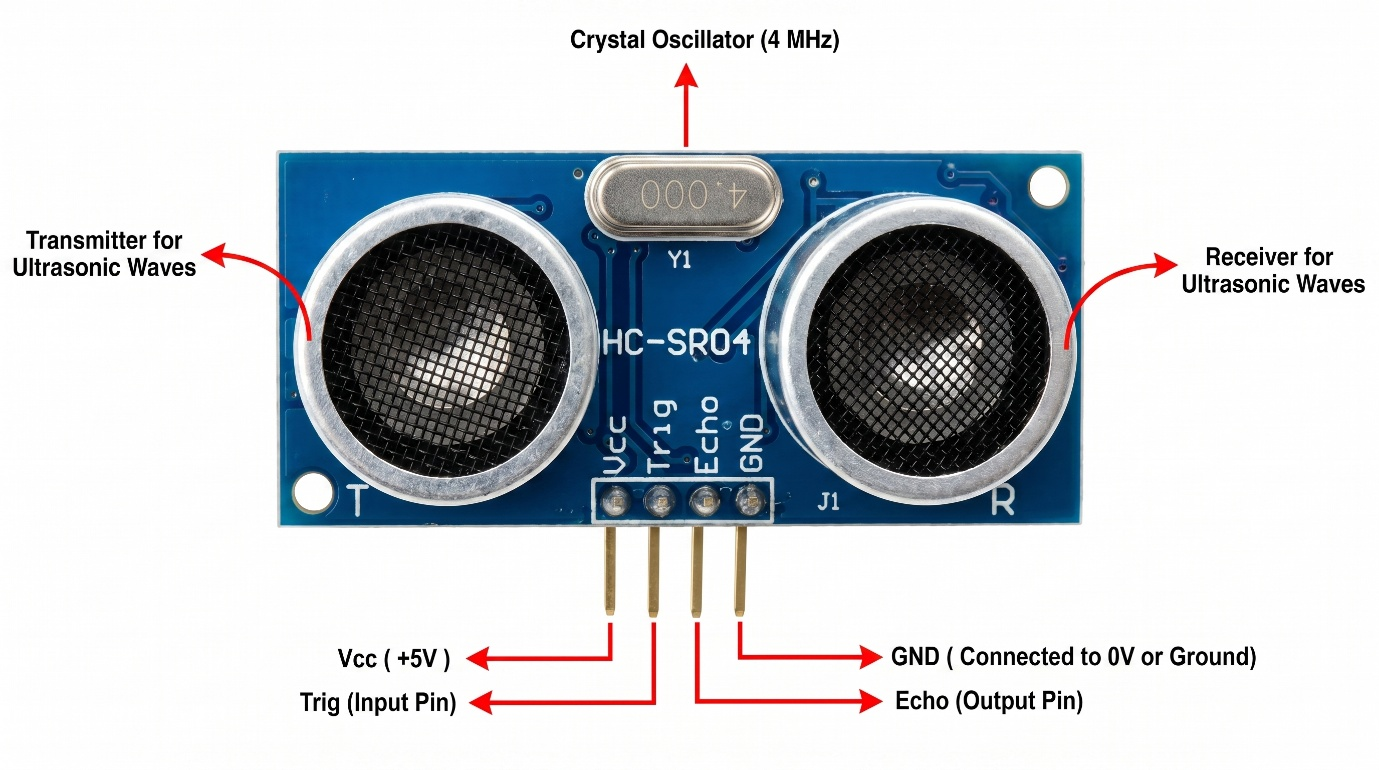 Crystal Oscillator (4 MHz)
4.000
Y1
Transmitter for
Ultrasonic Waves
Receiver for
Ultrasonic Waves
HC-SR04
Vcc
Trig
Echo
GND
T
J1
R
Vcc ( +5V )
GND ( Connected to 0V or Ground)
Trig (Input Pin)
Echo (Output Pin)